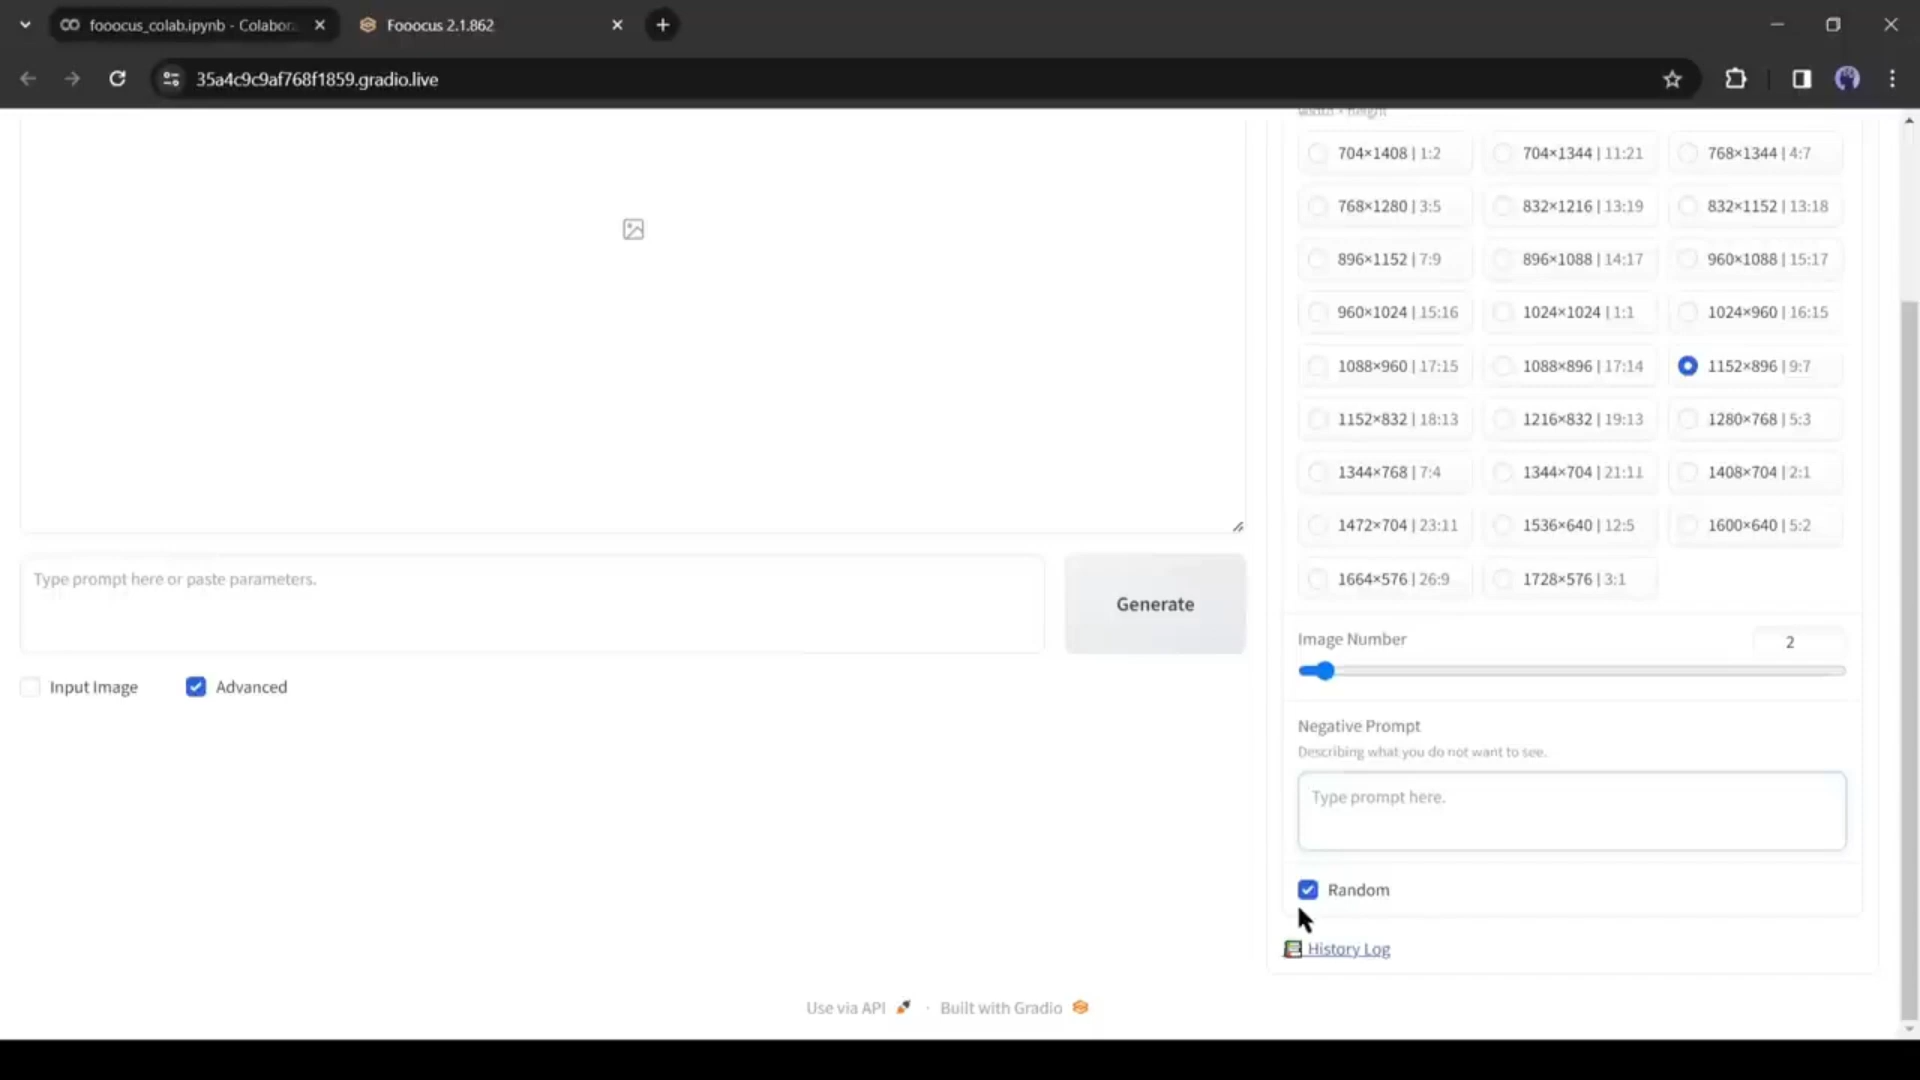 fooocus_colab.ipynb - Colabora
Fooocus 2.1.862
35a4c9c9af768f1859.gradio.live
width × height
704×1408 | 1:2
704×1344 | 11:21
768×1344 | 4:7
768×1280 | 3:5
832×1216 | 13:19
832×1152 | 13:18
896×1152 | 7:9
896×1088 | 14:17
960×1088 | 15:17
960×1024 | 15:16
1024×1024 | 1:1
1024×960 | 16:15
1088×960 | 17:15
1088×896 | 17:14
1152×896 | 9:7
1152×832 | 18:13
1216×832 | 19:13
1280×768 | 5:3
1344×768 | 7:4
1344×704 | 21:11
1408×704 | 2:1
1472×704 | 23:11
1536×640 | 12:5
1600×640 | 5:2
1664×576 | 26:9
1728×576 | 3:1
Type prompt here or paste parameters.
Generate
Input Image
Advanced
Image Number
2
Negative Prompt
Describing what you do not want to see.
Type prompt here.
Random
History Log
Use via API
·
Built with Gradio